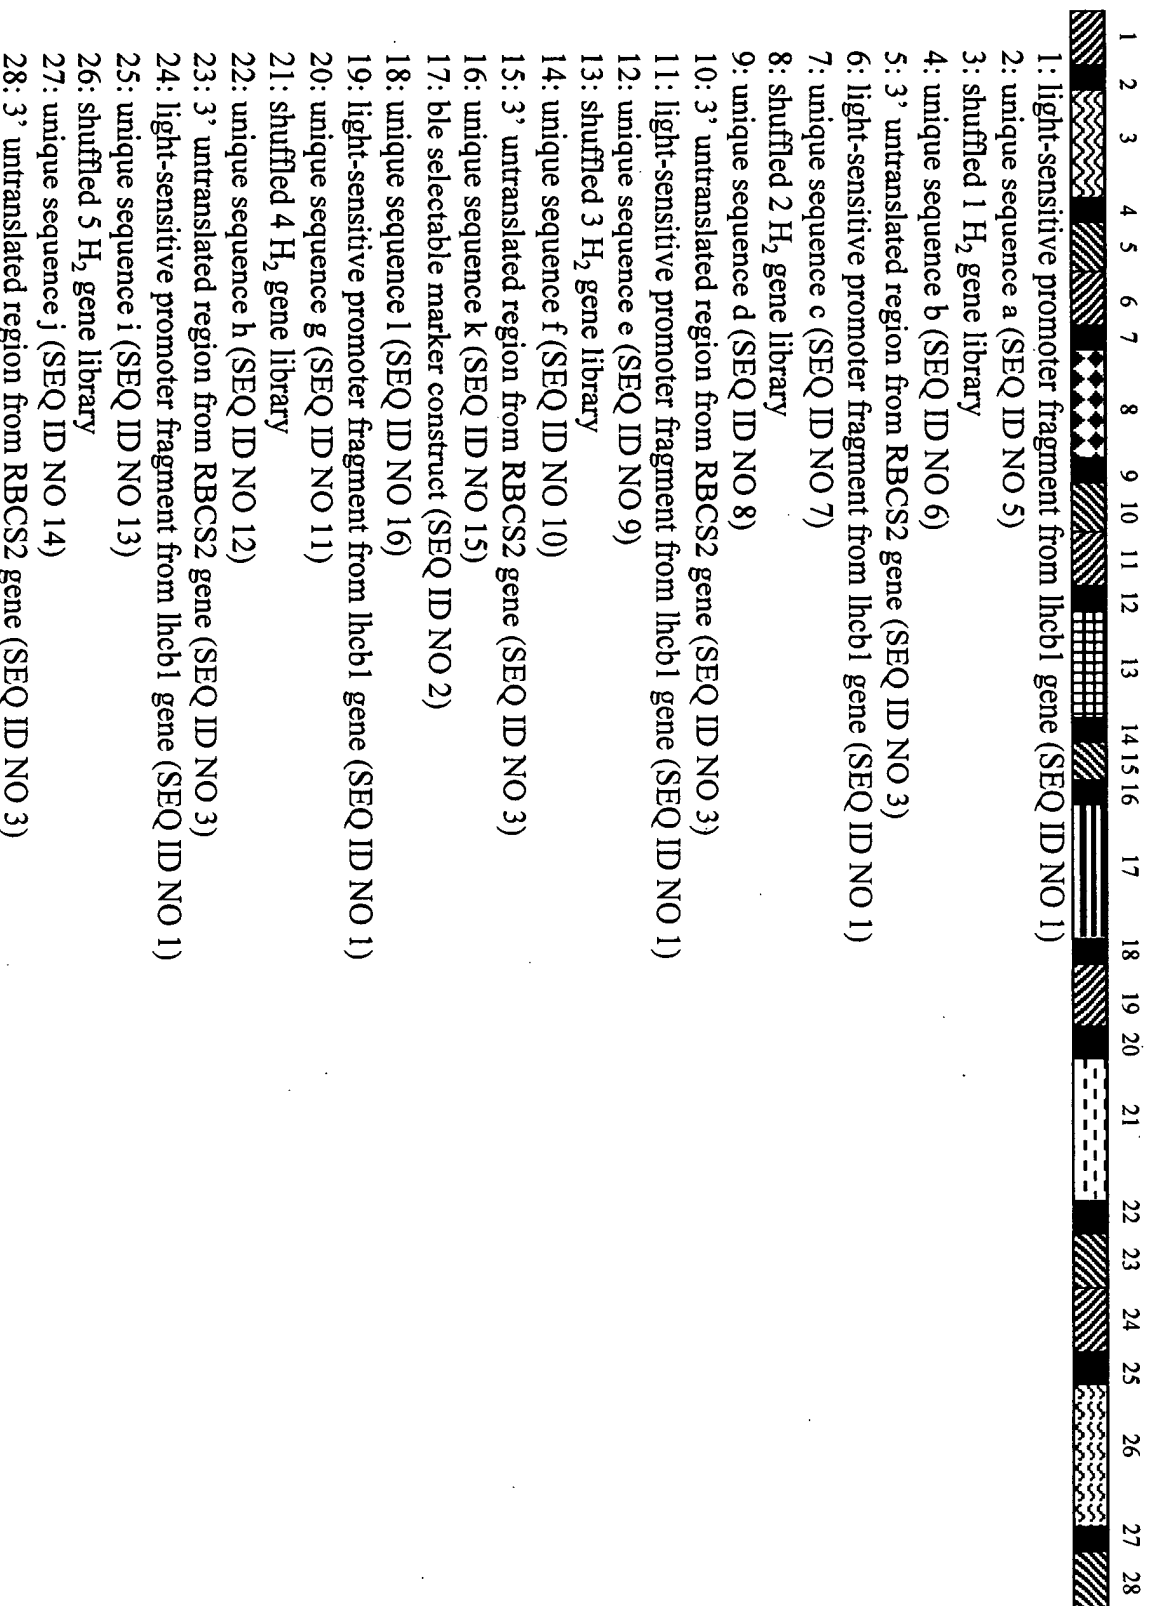 1 2 3 4 5 6 7 8 9 10 11 12 13 14 15 16 17 18 19 20 21 22 23 24 25 26 27 28
1: light-sensitive promoter fragment from lhcb1 gene (SEQ ID NO 1)
2: unique sequence a (SEQ ID NO 5)
3: shuffled 1 H₂ gene library
4: unique sequence b (SEQ ID NO 6)
5: 3' untranslated region from RBCS2 gene (SEQ ID NO 3)
6: light-sensitive promoter fragment from lhcb1 gene (SEQ ID NO 1)
7: unique sequence c (SEQ ID NO 7)
8: shuffled 2 H₂ gene library
9: unique sequence d (SEQ ID NO 8)
10: 3' untranslated region from RBCS2 gene (SEQ ID NO 3)
11: light-sensitive promoter fragment from lhcb1 gene (SEQ ID NO 1)
12: unique sequence e (SEQ ID NO 9)
13: shuffled 3 H₂ gene library
14: unique sequence f (SEQ ID NO 10)
15: 3' untranslated region from RBCS2 gene (SEQ ID NO 3)
16: unique sequence k (SEQ ID NO 15)
17: ble selectable marker construct (SEQ ID NO 2)
18: unique sequence l (SEQ ID NO 16)
19: light-sensitive promoter fragment from lhcb1 gene (SEQ ID NO 1)
20: unique sequence g (SEQ ID NO 11)
21: shuffled 4 H₂ gene library
22: unique sequence h (SEQ ID NO 12)
23: 3' untranslated region from RBCS2 gene (SEQ ID NO 3)
24: light-sensitive promoter fragment from lhcb1 gene (SEQ ID NO 1)
25: unique sequence i (SEQ ID NO 13)
26: shuffled 5 H₂ gene library
27: unique sequence j (SEQ ID NO 14)
28: 3' untranslated region from RBCS2 gene (SEQ ID NO 3)